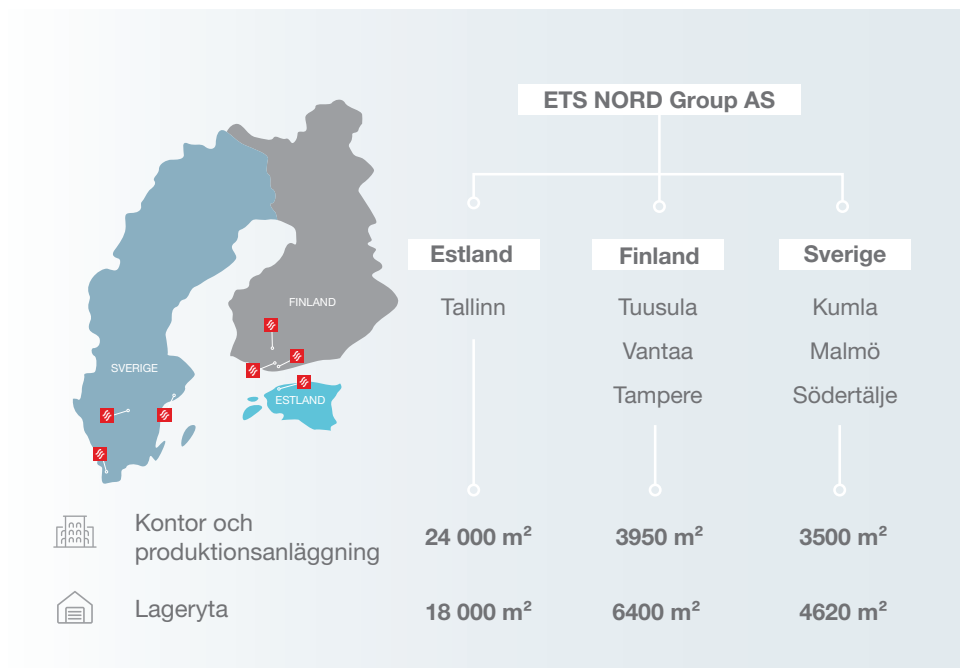 ETS NORD Group AS
Estland
Finland
Sverige
Tallinn
Tuusula
Kumla
Vantaa
Malmö
Tampere
Södertälje
FINLAND
SVERIGE
ESTLAND
Kontor och
produktionsanläggning
24 000 m²
3950 m²
3500 m²
Lageryta
18 000 m²
6400 m²
4620 m²